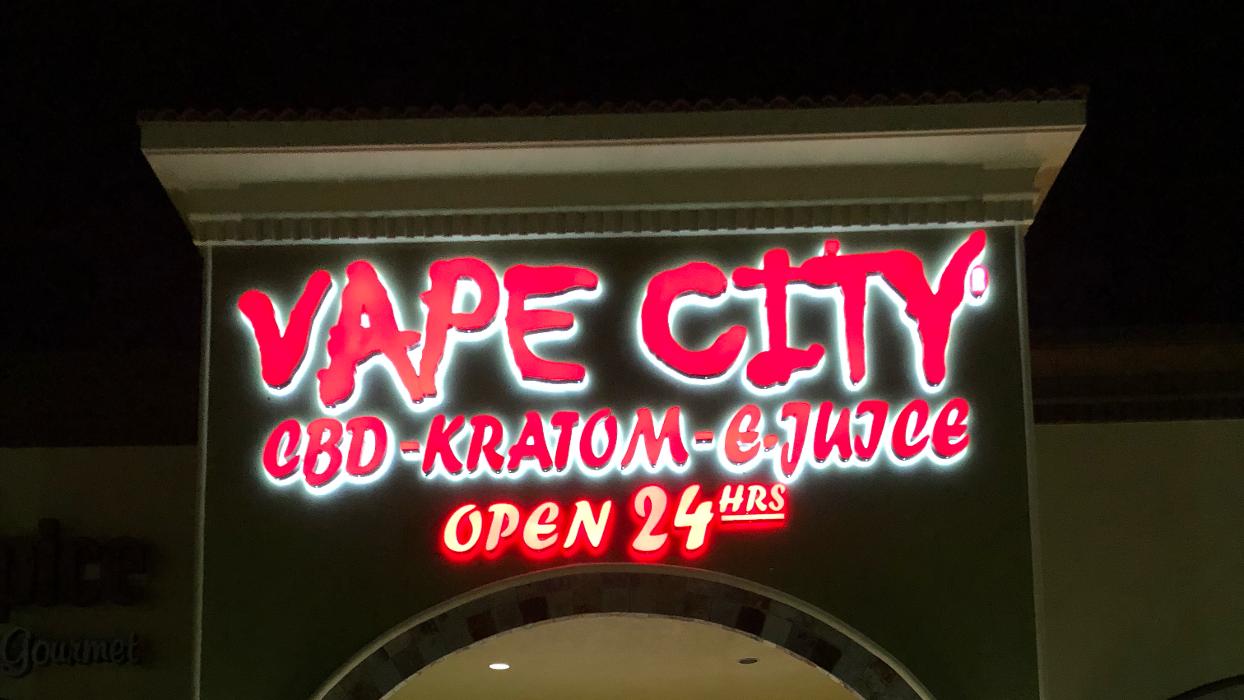 VAPE CITY
CBD-KRATOM-E-JUICE
OPEN 24 HRS
Gourmet